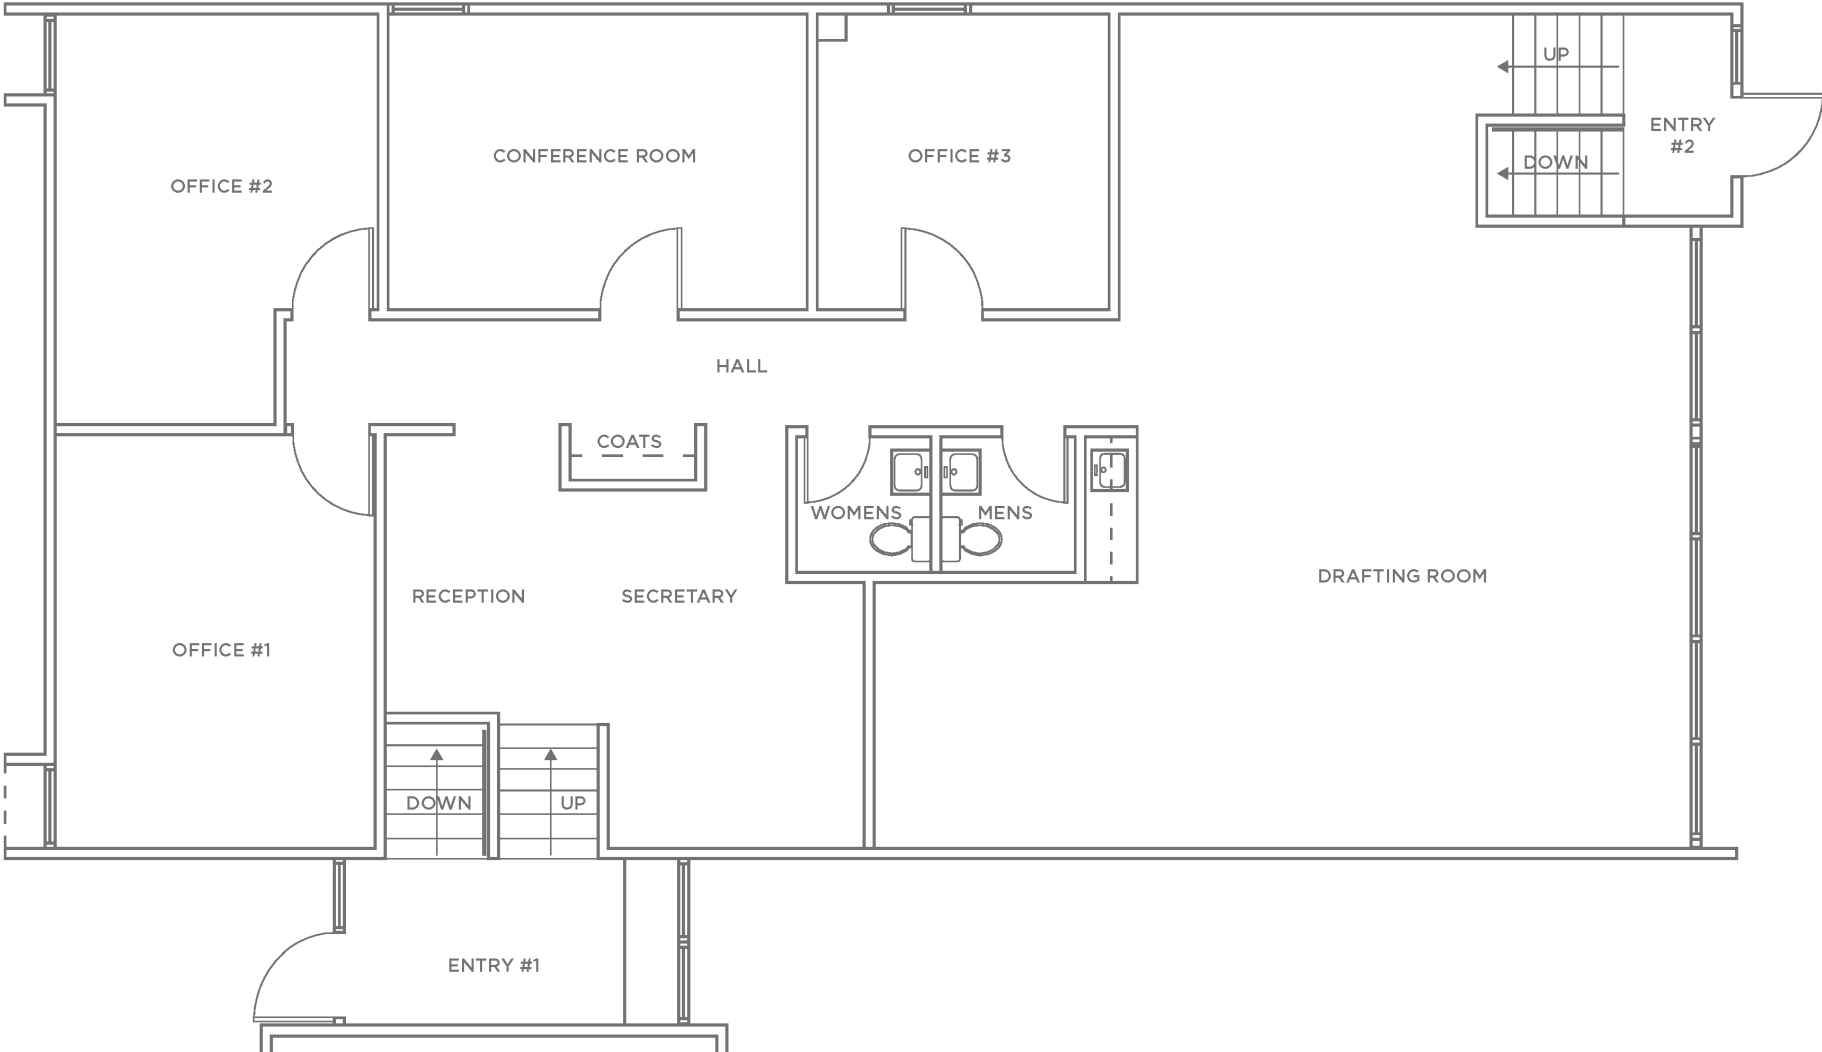 UP
ENTRY
#2
DOWN
CONFERENCE ROOM
OFFICE #3
OFFICE #2
HALL
COATS
WOMENS
MENS
DRAFTING ROOM
RECEPTION
SECRETARY
OFFICE #1
DOWN
UP
ENTRY #1